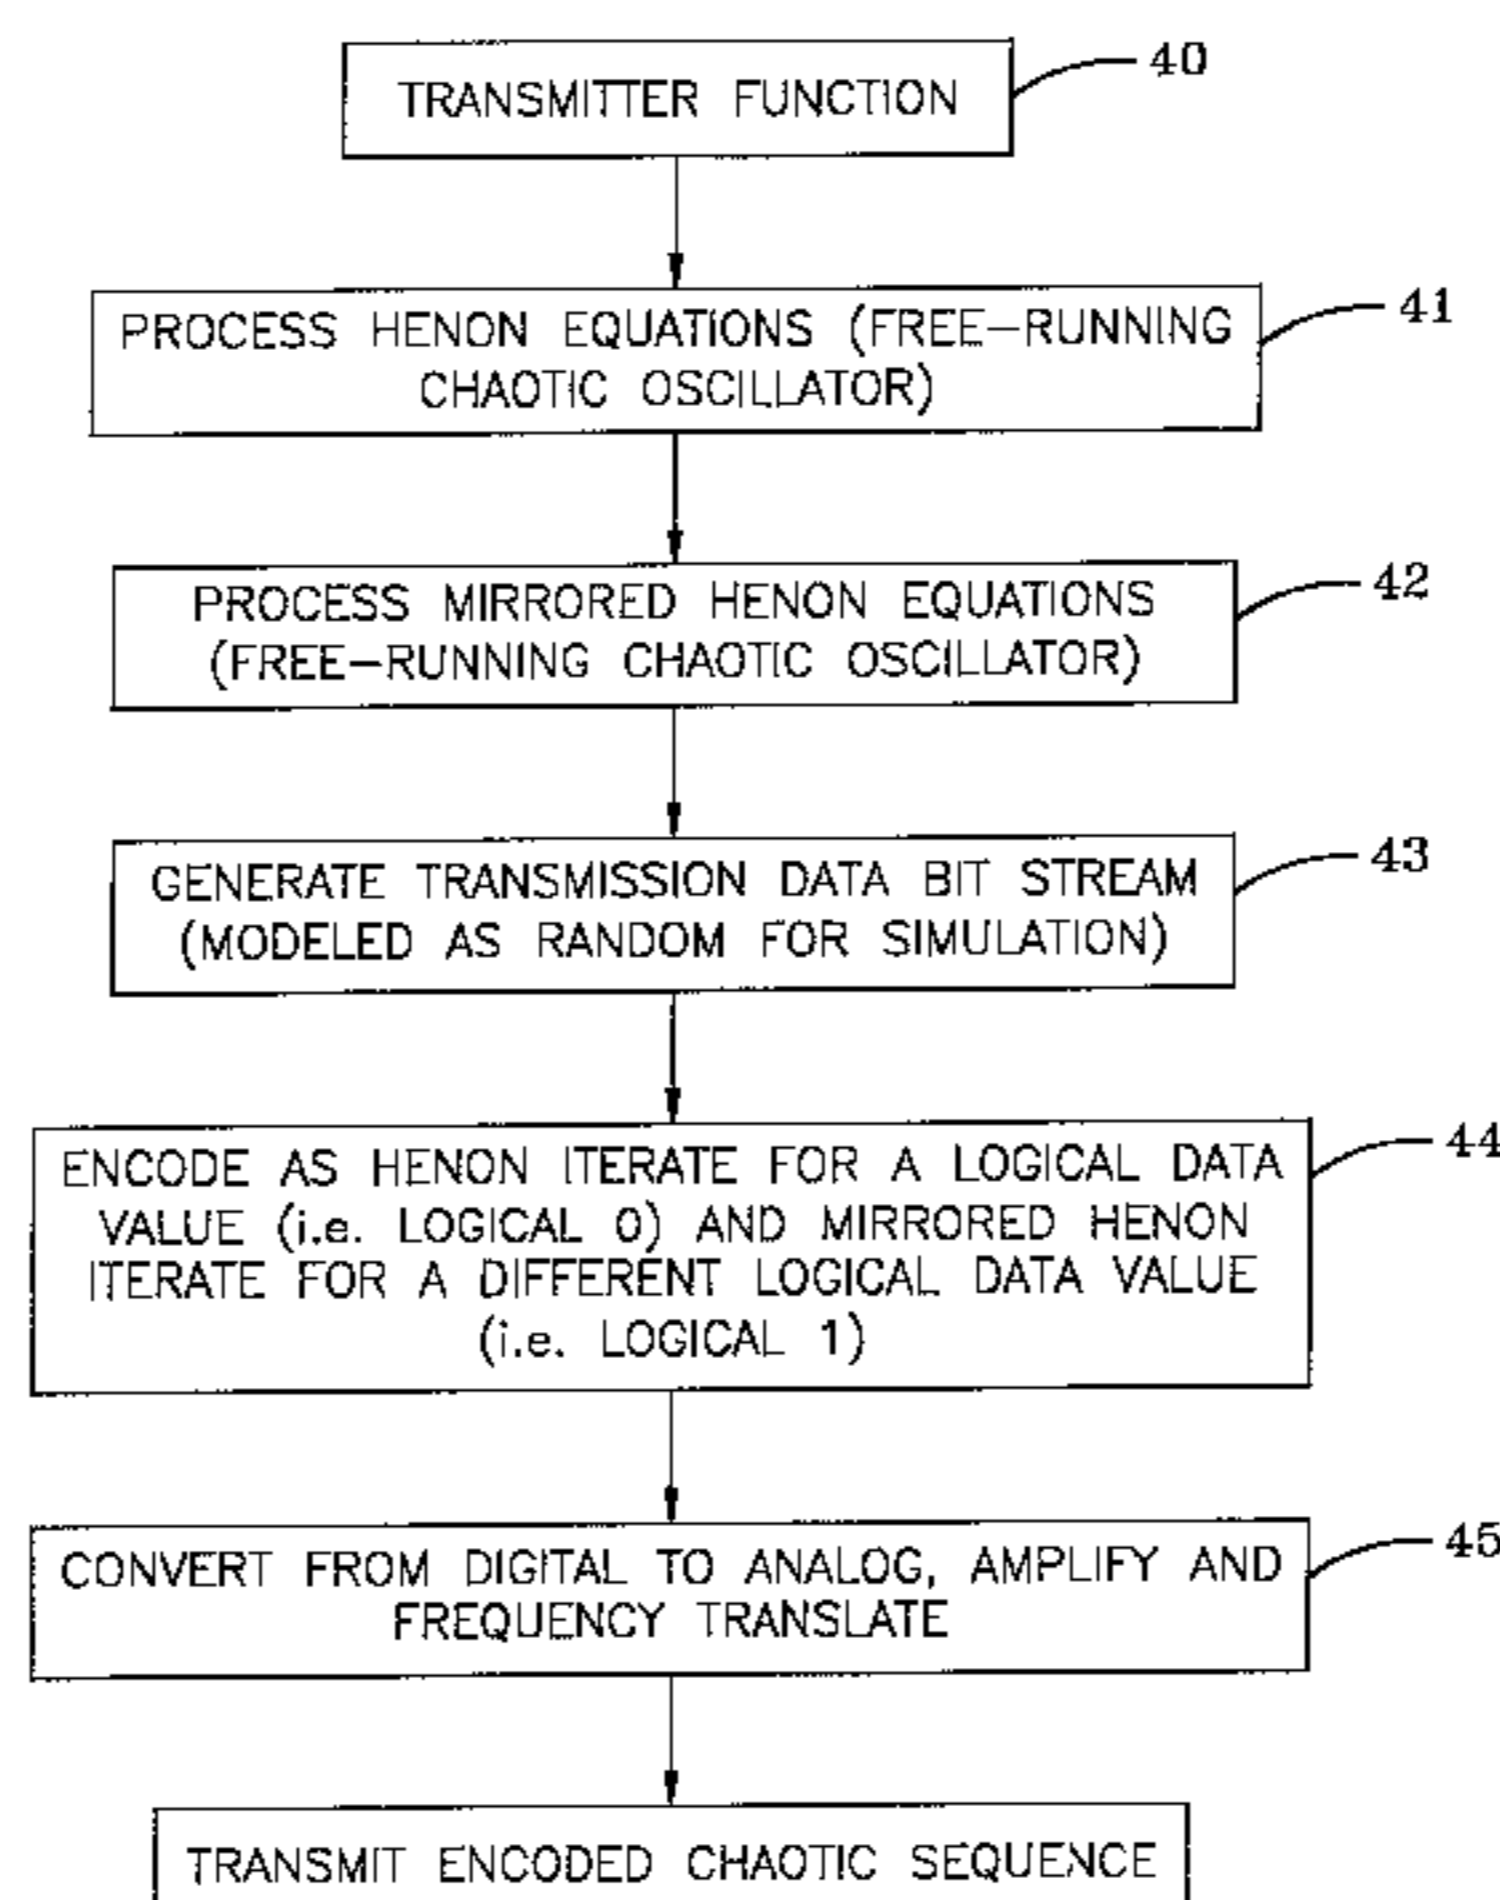 TRANSMITTER FUNCTION
40
PROCESS HENON EQUATIONS (FREE-RUNNING
CHAOTIC OSCILLATOR)
41
PROCESS MIRRORED HENON EQUATIONS
(FREE-RUNNING CHAOTIC OSCILLATOR)
42
GENERATE TRANSMISSION DATA BIT STREAM
(MODELED AS RANDOM FOR SIMULATION)
43
ENCODE AS HENON ITERATE FOR A LOGICAL DATA
VALUE (i.e. LOGICAL 0) AND MIRRORED HENON
ITERATE FOR A DIFFERENT LOGICAL DATA VALUE
(i.e. LOGICAL 1)
44
CONVERT FROM DIGITAL TO ANALOG, AMPLIFY AND
FREQUENCY TRANSLATE
45
TRANSMIT ENCODED CHAOTIC SEQUENCE